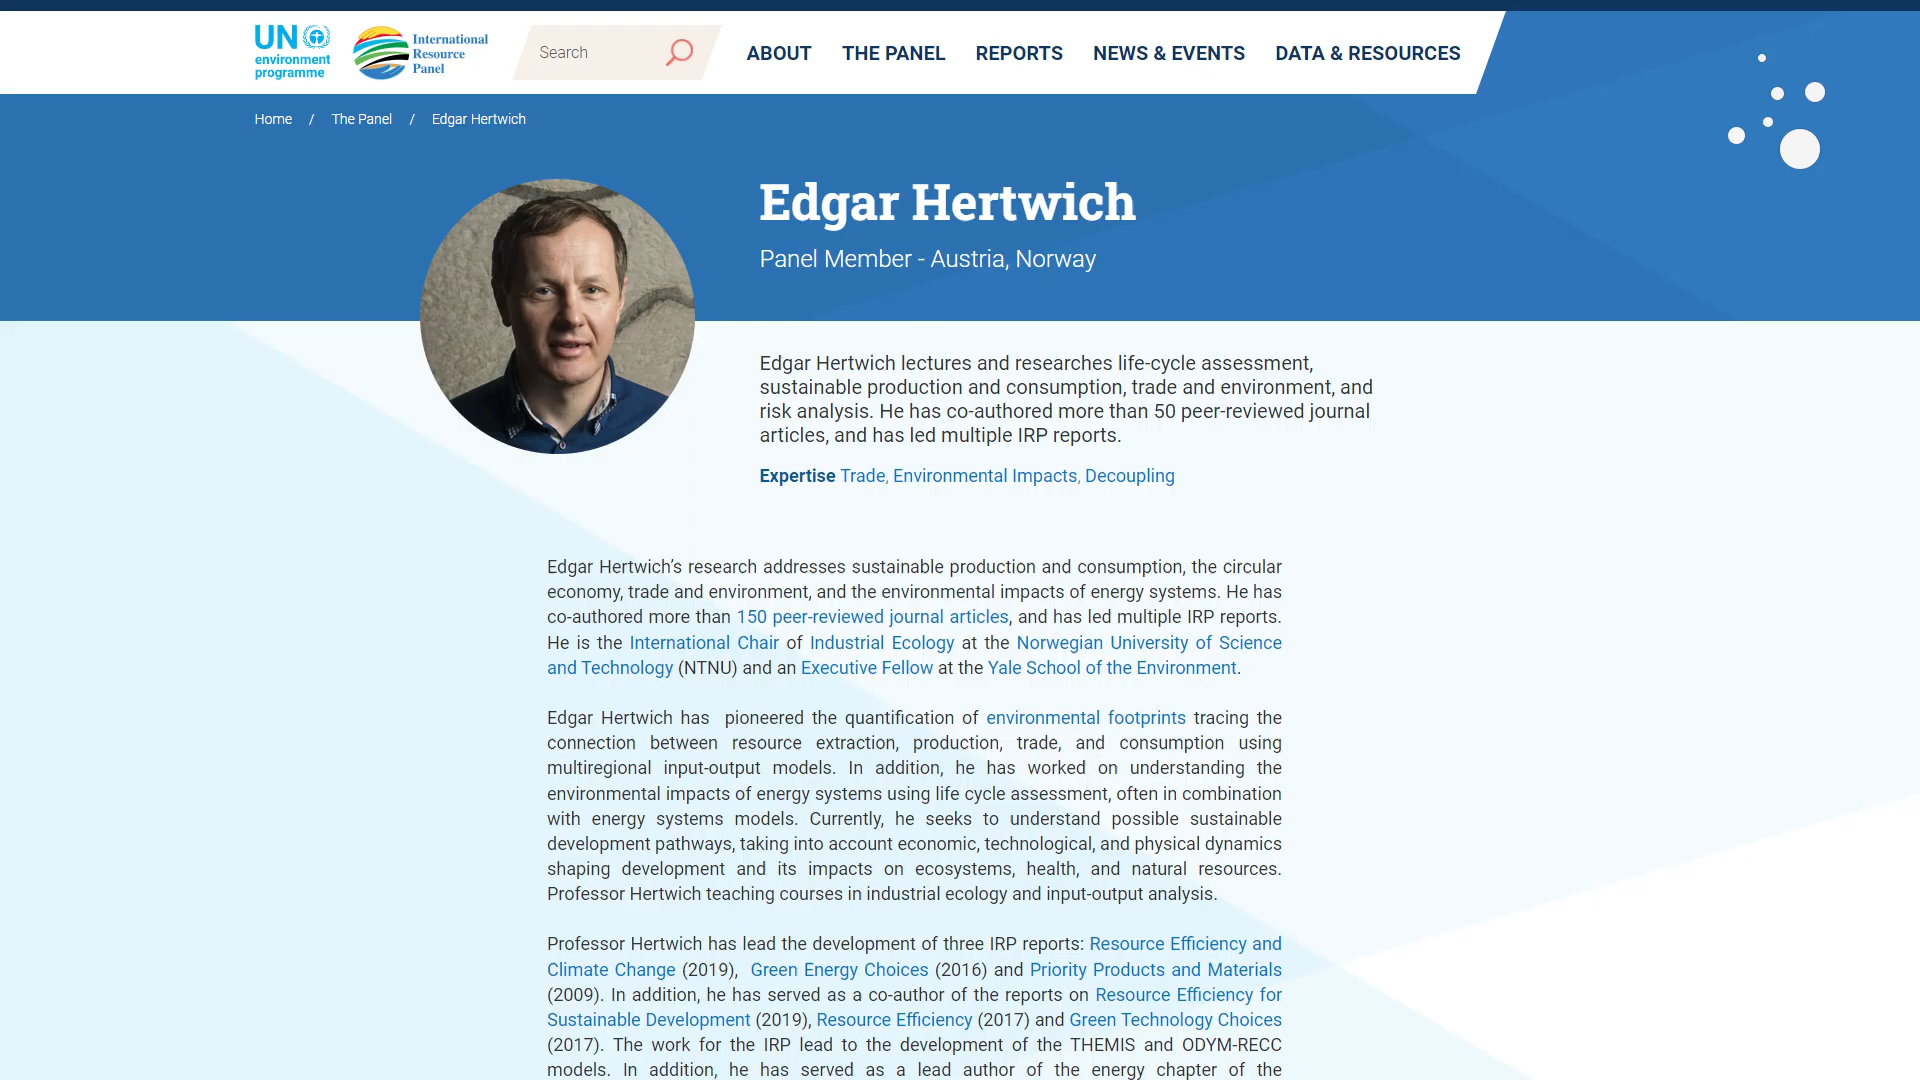 UN
environment
programme
International
Resource
Panel
Search
ABOUT
THE PANEL
REPORTS
NEWS & EVENTS
DATA & RESOURCES
Home / The Panel / Edgar Hertwich
Edgar Hertwich
Panel Member - Austria, Norway
Edgar Hertwich lectures and researches life-cycle assessment,
sustainable production and consumption, trade and environment, and
risk analysis. He has co-authored more than 50 peer-reviewed journal
articles, and has led multiple IRP reports.
Expertise Trade, Environmental Impacts, Decoupling
Edgar Hertwich’s research addresses sustainable production and consumption, the circular
economy, trade and environment, and the environmental impacts of energy systems. He has
co-authored more than 150 peer-reviewed journal articles, and has led multiple IRP reports.
He is the International Chair of Industrial Ecology at the Norwegian University of Science
and Technology (NTNU) and an Executive Fellow at the Yale School of the Environment.
Edgar Hertwich has pioneered the quantification of environmental footprints tracing the
connection between resource extraction, production, trade, and consumption using
multiregional input-output models. In addition, he has worked on understanding the
environmental impacts of energy systems using life cycle assessment, often in combination
with energy systems models. Currently, he seeks to understand possible sustainable
development pathways, taking into account economic, technological, and physical dynamics
shaping development and its impacts on ecosystems, health, and natural resources.
Professor Hertwich teaching courses in industrial ecology and input-output analysis.
Professor Hertwich has lead the development of three IRP reports: Resource Efficiency and
Climate Change (2019), Green Energy Choices (2016) and Priority Products and Materials
(2009). In addition, he has served as a co-author of the reports on Resource Efficiency for
Sustainable Development (2019), Resource Efficiency (2017) and Green Technology Choices
(2017). The work for the IRP lead to the development of the THEMIS and ODYM-RECC
models. In addition, he has served as a lead author of the energy chapter of the